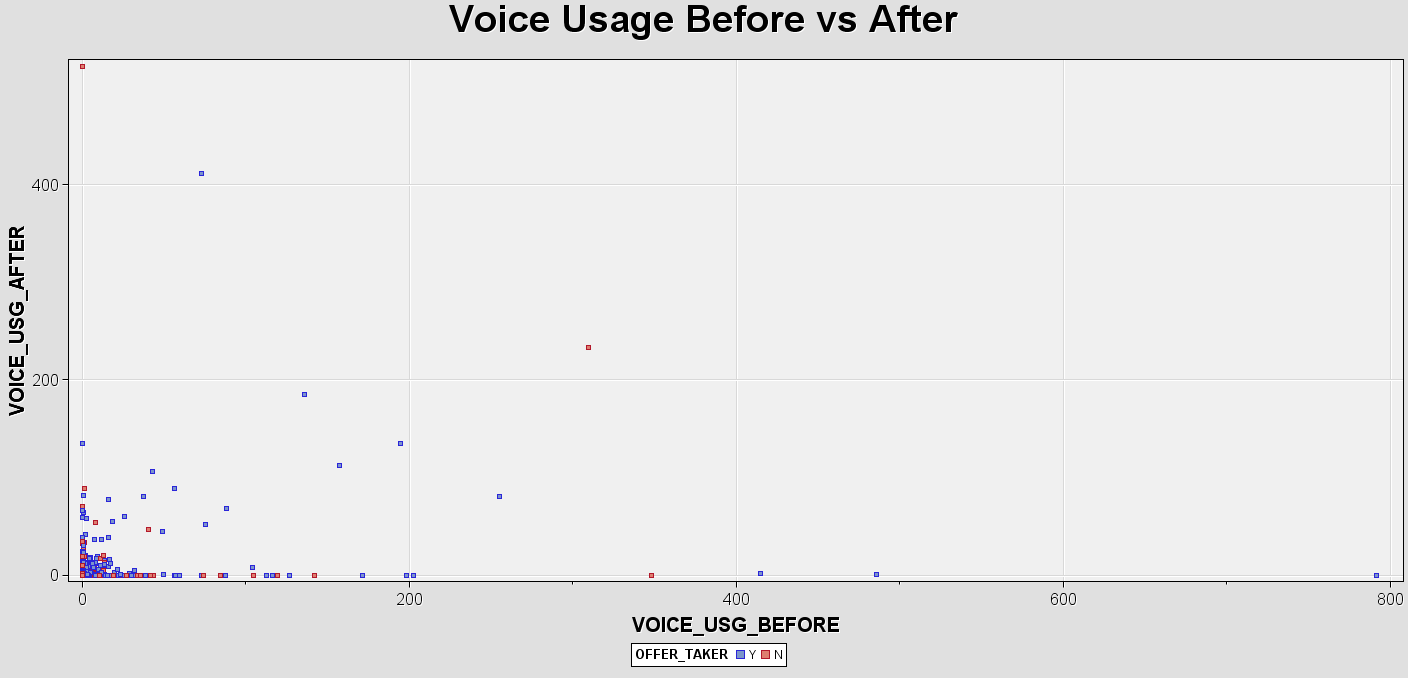 Voice Usage Before vs After
VOICE_USG_AFTER
400
200
0
0
200
400
600
800
VOICE_USG_BEFORE
OFFER_TAKER Y N